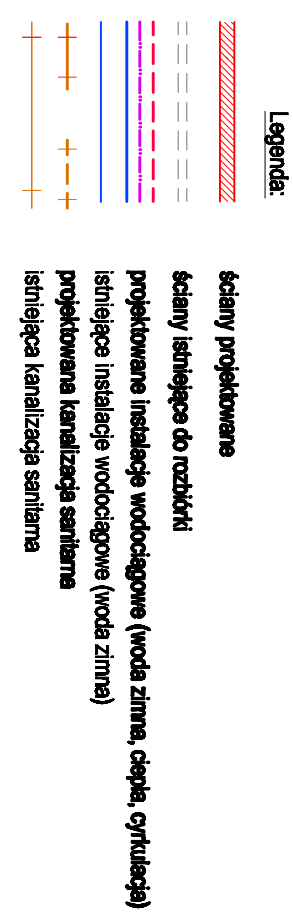 Legenda:
ściany projektowane
ściany istniejące do rozbiórki
projektowane instalacje wodociągowe (woda zimna, ciepła, cyrkulacja)
istniejące instalacje wodociągowe (woda zimna)
projektowana kanalizacja sanitarna
istniejąca kanalizacja sanitarna